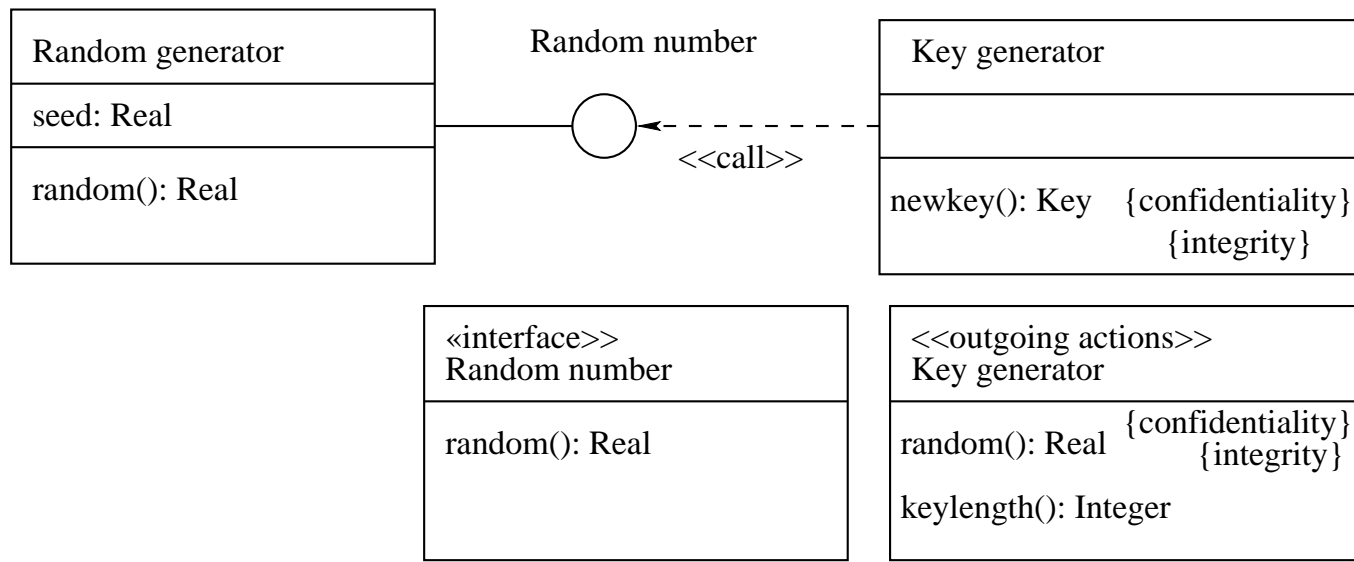 Random generator
seed: Real
random(): Real
Random number
<<call>>
Key generator
newkey(): Key {confidentiality}
{integrity}
«interface>>
Random number
random(): Real
<<outgoing actions>>
Key generator
random(): Real {confidentiality}
{integrity}
keylength(): Integer